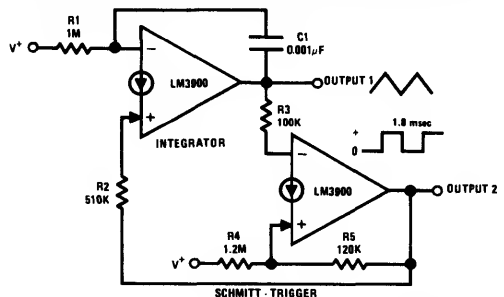 R1
1M
V+
C1
0.001μF
−
LM3900
+
OUTPUT 1
INTEGRATOR
R3
100K
+
0
1.8 msec
R2
510K
−
LM3900
+
OUTPUT 2
R4
1.2M
R5
120K
V+
SCHMITT - TRIGGER